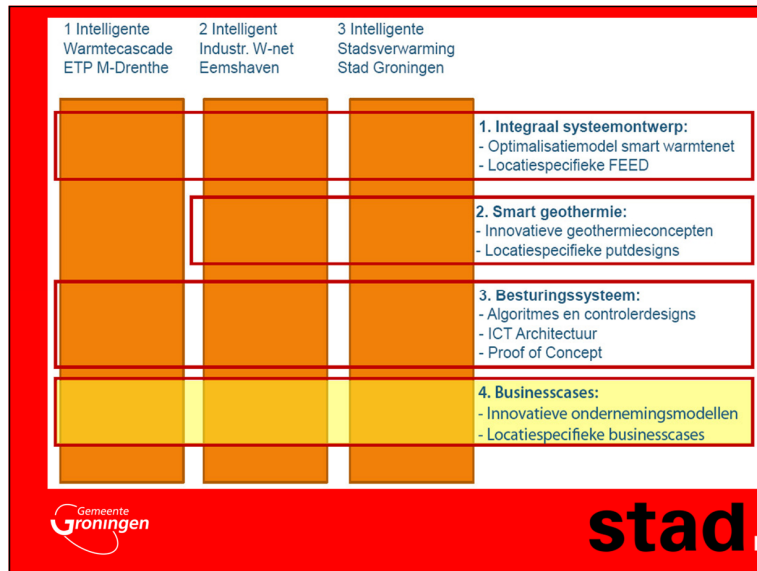 1 Intelligente
Warmtecascade
ETP M-Drenthe
2 Intelligent
Industr. W-net
Eemshaven
3 Intelligente
Stadsverwarming
Stad Groningen
1. Integraal systeemontwerp:
- Optimalisatiemodel smart warmtenet
- Locatiespecifieke FEED
2. Smart geothermie:
- Innovatieve geothermieconcepten
- Locatiespecifieke putdesigns
3. Besturingssysteem:
- Algoritmes en controlerdesigns
- ICT Architectuur
- Proof of Concept
4. Businesscases:
- Innovatieve ondernemingsmodellen
- Locatiespecifieke businesscases
Gemeente
Groningen
stad.